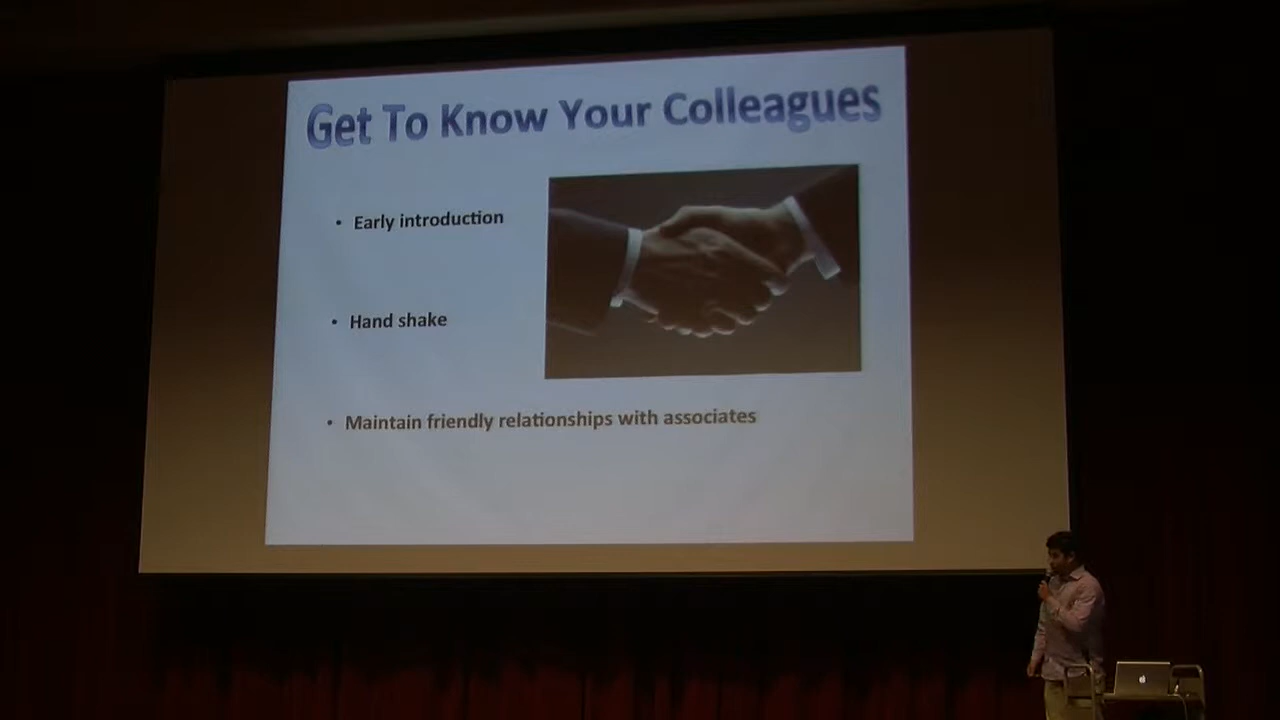 Get To Know Your Colleagues
• Early introduction
• Hand shake
• Maintain friendly relationships with associates